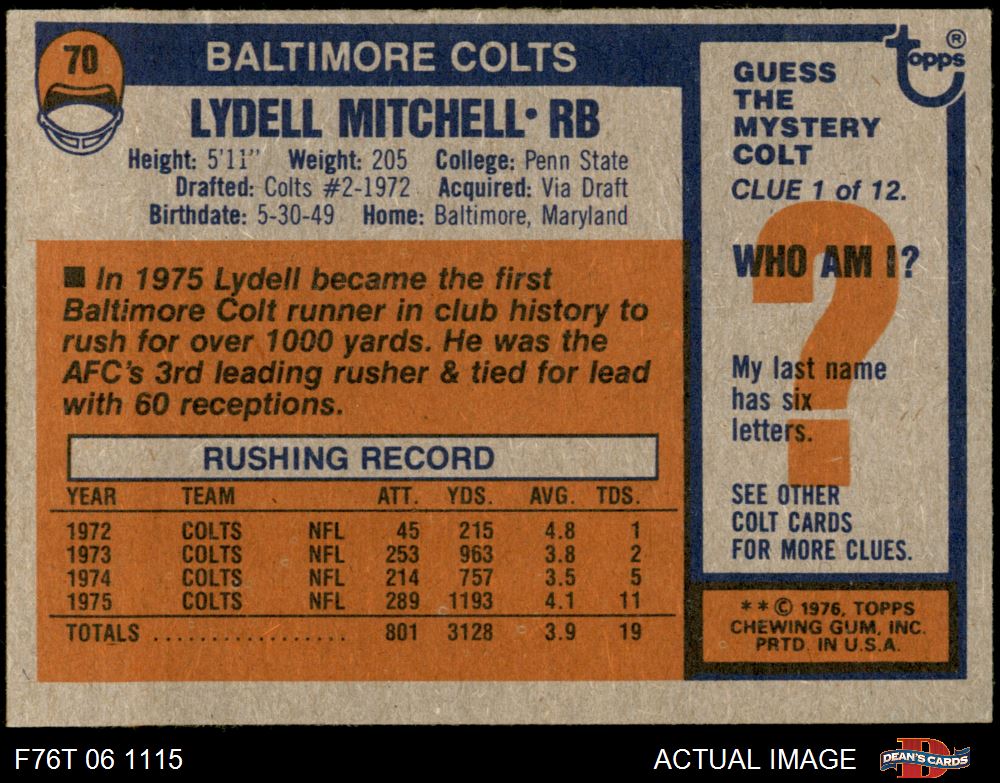 70
BALTIMORE COLTS
LYDELL MITCHELL • RB
Height: 5'11" Weight: 205 College: Penn State
Drafted: Colts #2-1972 Acquired: Via Draft
Birthdate: 5-30-49 Home: Baltimore, Maryland
■ In 1975 Lydell became the first
Baltimore Colt runner in club history to
rush for over 1000 yards. He was the
AFC's 3rd leading rusher & tied for lead
with 60 receptions.
RUSHING RECORD
YEAR TEAM ATT. YDS. AVG. TDS.
1972 COLTS NFL 45 215 4.8 1
1973 COLTS NFL 253 963 3.8 2
1974 COLTS NFL 214 757 3.5 5
1975 COLTS NFL 289 1193 4.1 11
TOTALS ................. 801 3128 3.9 19
topps ®
GUESS
THE
MYSTERY
COLT
CLUE 1 of 12.
?
WHO AM I?
My last name
has six
letters.
SEE OTHER
COLT CARDS
FOR MORE CLUES.
* * © 1976, TOPPS
CHEWING GUM, INC.
PRTD. IN U.S.A.
F76T 06 1115
ACTUAL IMAGE
D
DEAN'S CARDS